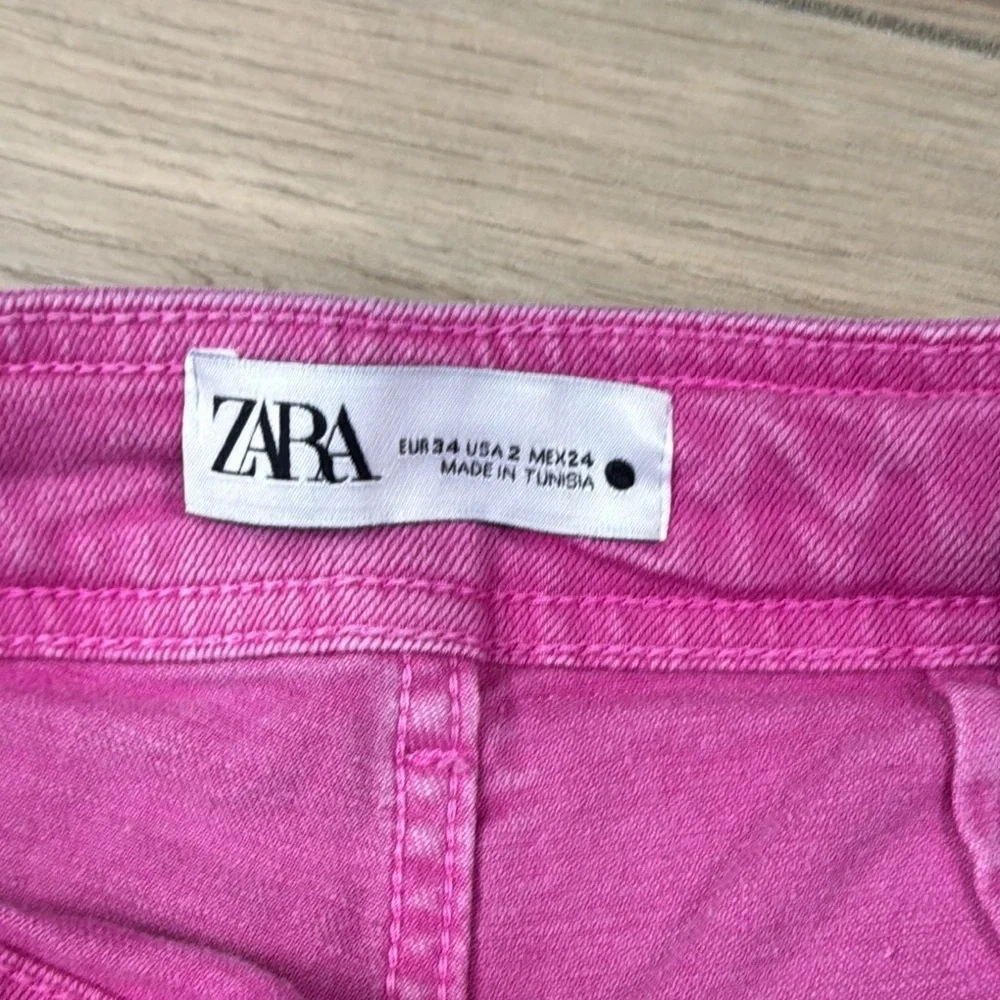 ZARA
EUR 34 USA 2 MEX 24
MADE IN TUNISIA